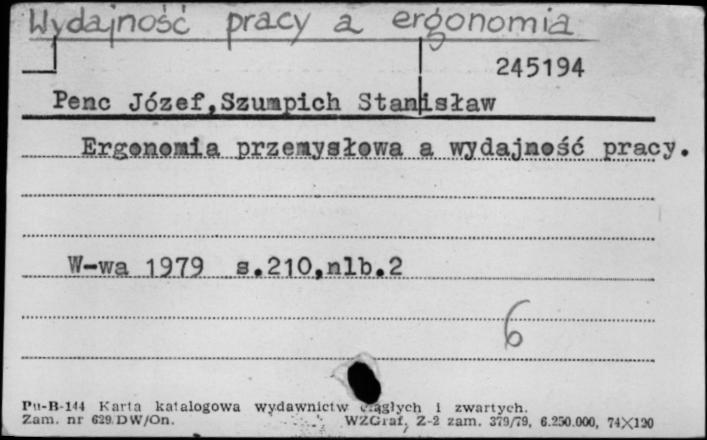 Wydajność pracy a ergonomia
245194
Penc Józef, Szumpich Stanisław
Ergonomia przemysłowa a wydajność pracy.
W-wa 1979 s.210,nlb.2
6
Pu-B-144 Karta katalogowa wydawnictw ciągłych i zwartych.
Zam. nr 629 DW/On. WZGraf, Z-2 zam. 379/79, 6.250.000, 74×120